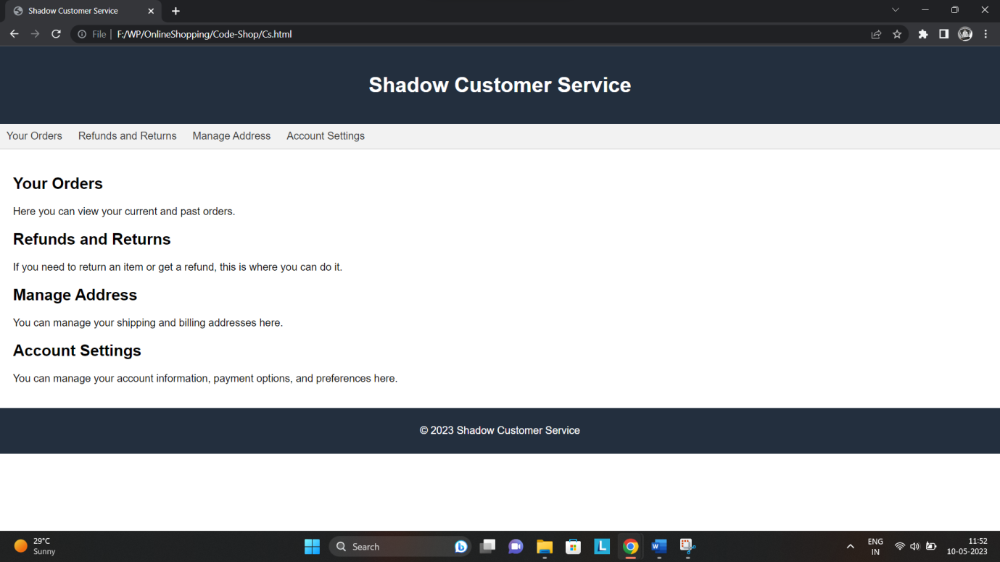 Shadow Customer Service
File | F:/WP/OnlineShopping/Code-Shop/Cs.html
Shadow Customer Service
Your Orders Refunds and Returns Manage Address Account Settings
Your Orders
Here you can view your current and past orders.
Refunds and Returns
If you need to return an item or get a refund, this is where you can do it.
Manage Address
You can manage your shipping and billing addresses here.
Account Settings
You can manage your account information, payment options, and preferences here.
© 2023 Shadow Customer Service
29°C
Sunny
Search
L
W
ENG
IN
11:52
10-05-2023